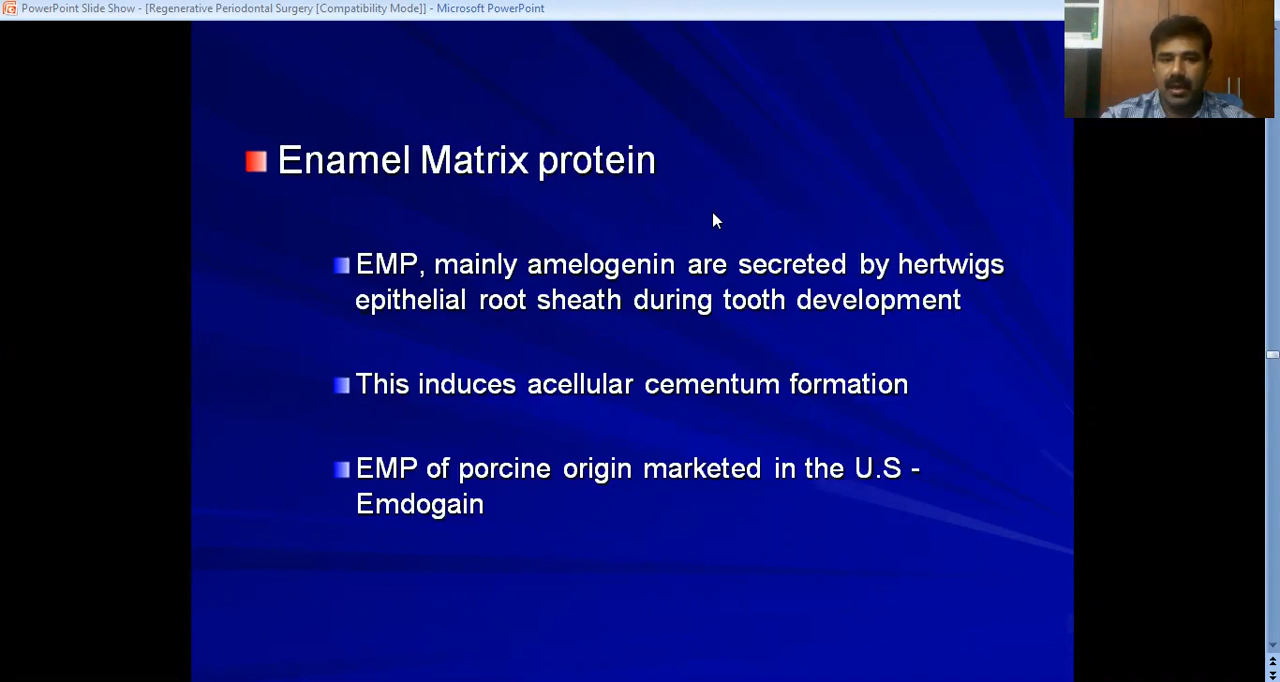 PowerPoint Slide Show - [Regenerative Periodontal Surgery [Compatibility Mode]] - Microsoft PowerPoint
Enamel Matrix protein
EMP, mainly amelogenin are secreted by hertwigs
epithelial root sheath during tooth development
This induces acellular cementum formation
EMP of porcine origin marketed in the U.S -
Emdogain